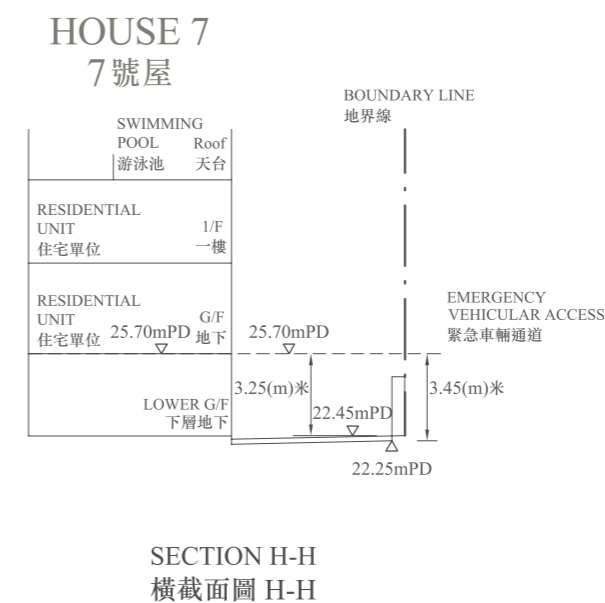 HOUSE 7
7號屋
BOUNDARY LINE
地界線
SWIMMING
POOL
游泳池
Roof
天台
RESIDENTIAL
UNIT
住宅單位
1/F
一樓
RESIDENTIAL
UNIT
住宅單位
G/F
地下
25.70mPD
25.70mPD
EMERGENCY
VEHICULAR ACCESS
緊急車輛通道
3.25(m)米
3.45(m)米
LOWER G/F
下層地下
22.45mPD
22.25mPD
SECTION H-H
橫截面圖 H-H